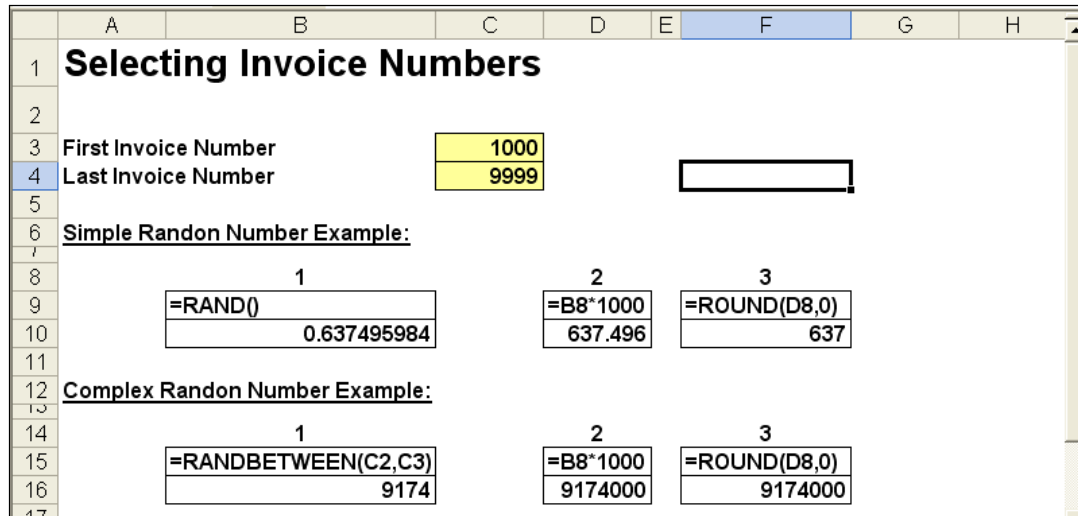 A B C D E F G H
1 Selecting Invoice Numbers
2
3 First Invoice Number 1000
4 Last Invoice Number 9999
5
6 Simple Randon Number Example:
7
8 1 2 3
9 =RAND() =B8*1000 =ROUND(D8,0)
10 0.637495984 637.496 637
11
12 Complex Randon Number Example:
13
14 1 2 3
15 =RANDBETWEEN(C2,C3) =B8*1000 =ROUND(D8,0)
16 9174 9174000 9174000
17